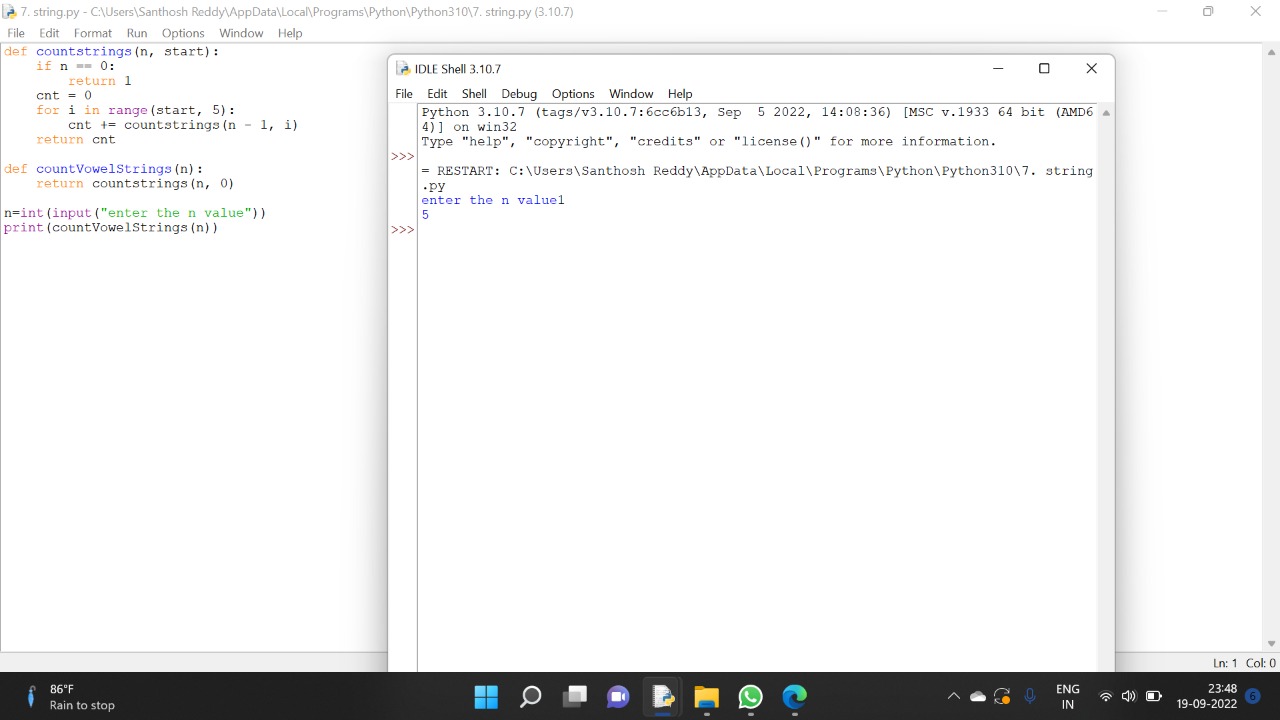 7. string.py - C:\Users\Santhosh Reddy\AppData\Local\Programs\Python\Python310\7. string.py (3.10.7)
File Edit Format Run Options Window Help
def countstrings(n, start):
    if n == 0:
        return 1
    cnt = 0
    for i in range(start, 5):
        cnt += countstrings(n - 1, i)
    return cnt
def countVowelStrings(n):
    return countstrings(n, 0)
n=int(input("enter the n value"))
print(countVowelStrings(n))
IDLE Shell 3.10.7
File Edit Shell Debug Options Window Help
Python 3.10.7 (tags/v3.10.7:6cc6b13, Sep  5 2022, 14:08:36) [MSC v.1933 64 bit (AMD6
4)] on win32
Type "help", "copyright", "credits" or "license()" for more information.
>>>
= RESTART: C:\Users\Santhosh Reddy\AppData\Local\Programs\Python\Python310\7. string
.py
enter the n value1
5
>>>
Ln: 1 Col: 0
86°F
Rain to stop
ENG
IN
23:48
19-09-2022
6